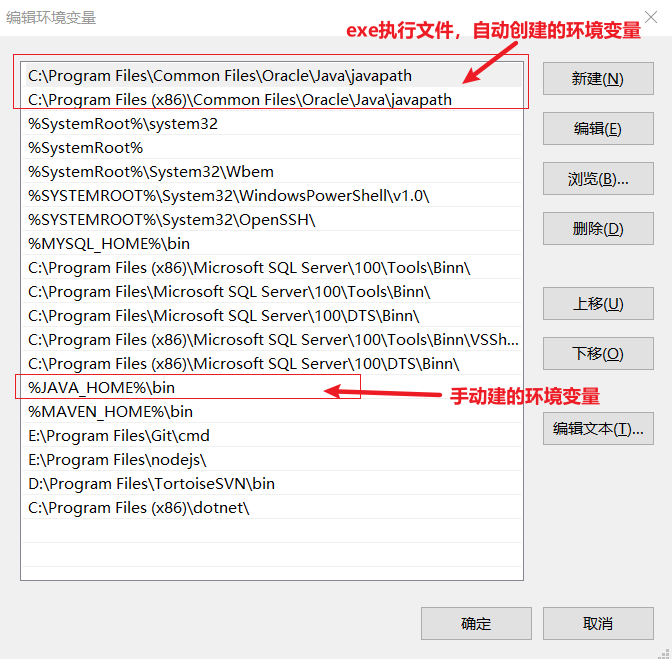 编辑环境变量
exe执行文件，自动创建的环境变量
C:\Program Files\Common Files\Oracle\Java\javapath
C:\Program Files (x86)\Common Files\Oracle\Java\javapath
%SystemRoot%\system32
%SystemRoot%
%SystemRoot%\System32\Wbem
%SYSTEMROOT%\System32\WindowsPowerShell\v1.0\
%SYSTEMROOT%\System32\OpenSSH\
%MYSQL_HOME%\bin
C:\Program Files (x86)\Microsoft SQL Server\100\Tools\Binn\
C:\Program Files\Microsoft SQL Server\100\Tools\Binn\
C:\Program Files\Microsoft SQL Server\100\DTS\Binn\
C:\Program Files (x86)\Microsoft SQL Server\100\Tools\Binn\VSSh...
C:\Program Files (x86)\Microsoft SQL Server\100\DTS\Binn\
%JAVA_HOME%\bin
手动建的环境变量
%MAVEN_HOME%\bin
E:\Program Files\Git\cmd
E:\Program Files\nodejs\
D:\Program Files\TortoiseSVN\bin
C:\Program Files (x86)\dotnet\
新建(N)
编辑(E)
浏览(B)...
删除(D)
上移(U)
下移(O)
编辑文本(T)...
确定
取消